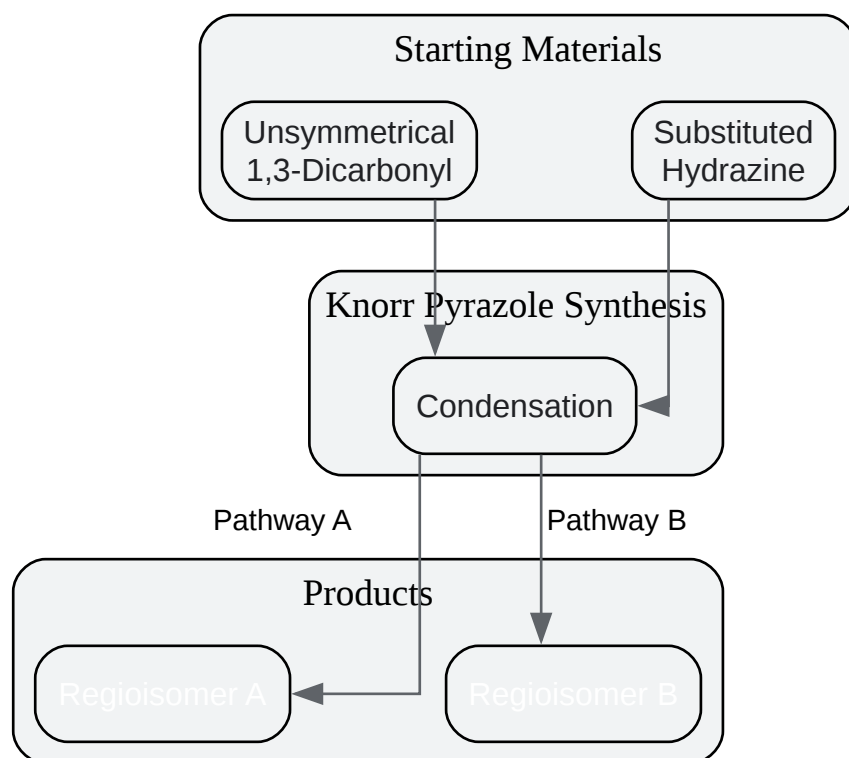 Starting Materials
Unsymmetrical
1,3-Dicarbonyl
Substituted
Hydrazine
Knorr Pyrazole Synthesis
Condensation
Pathway A
Pathway B
Products
Regioisomer A
Regioisomer B